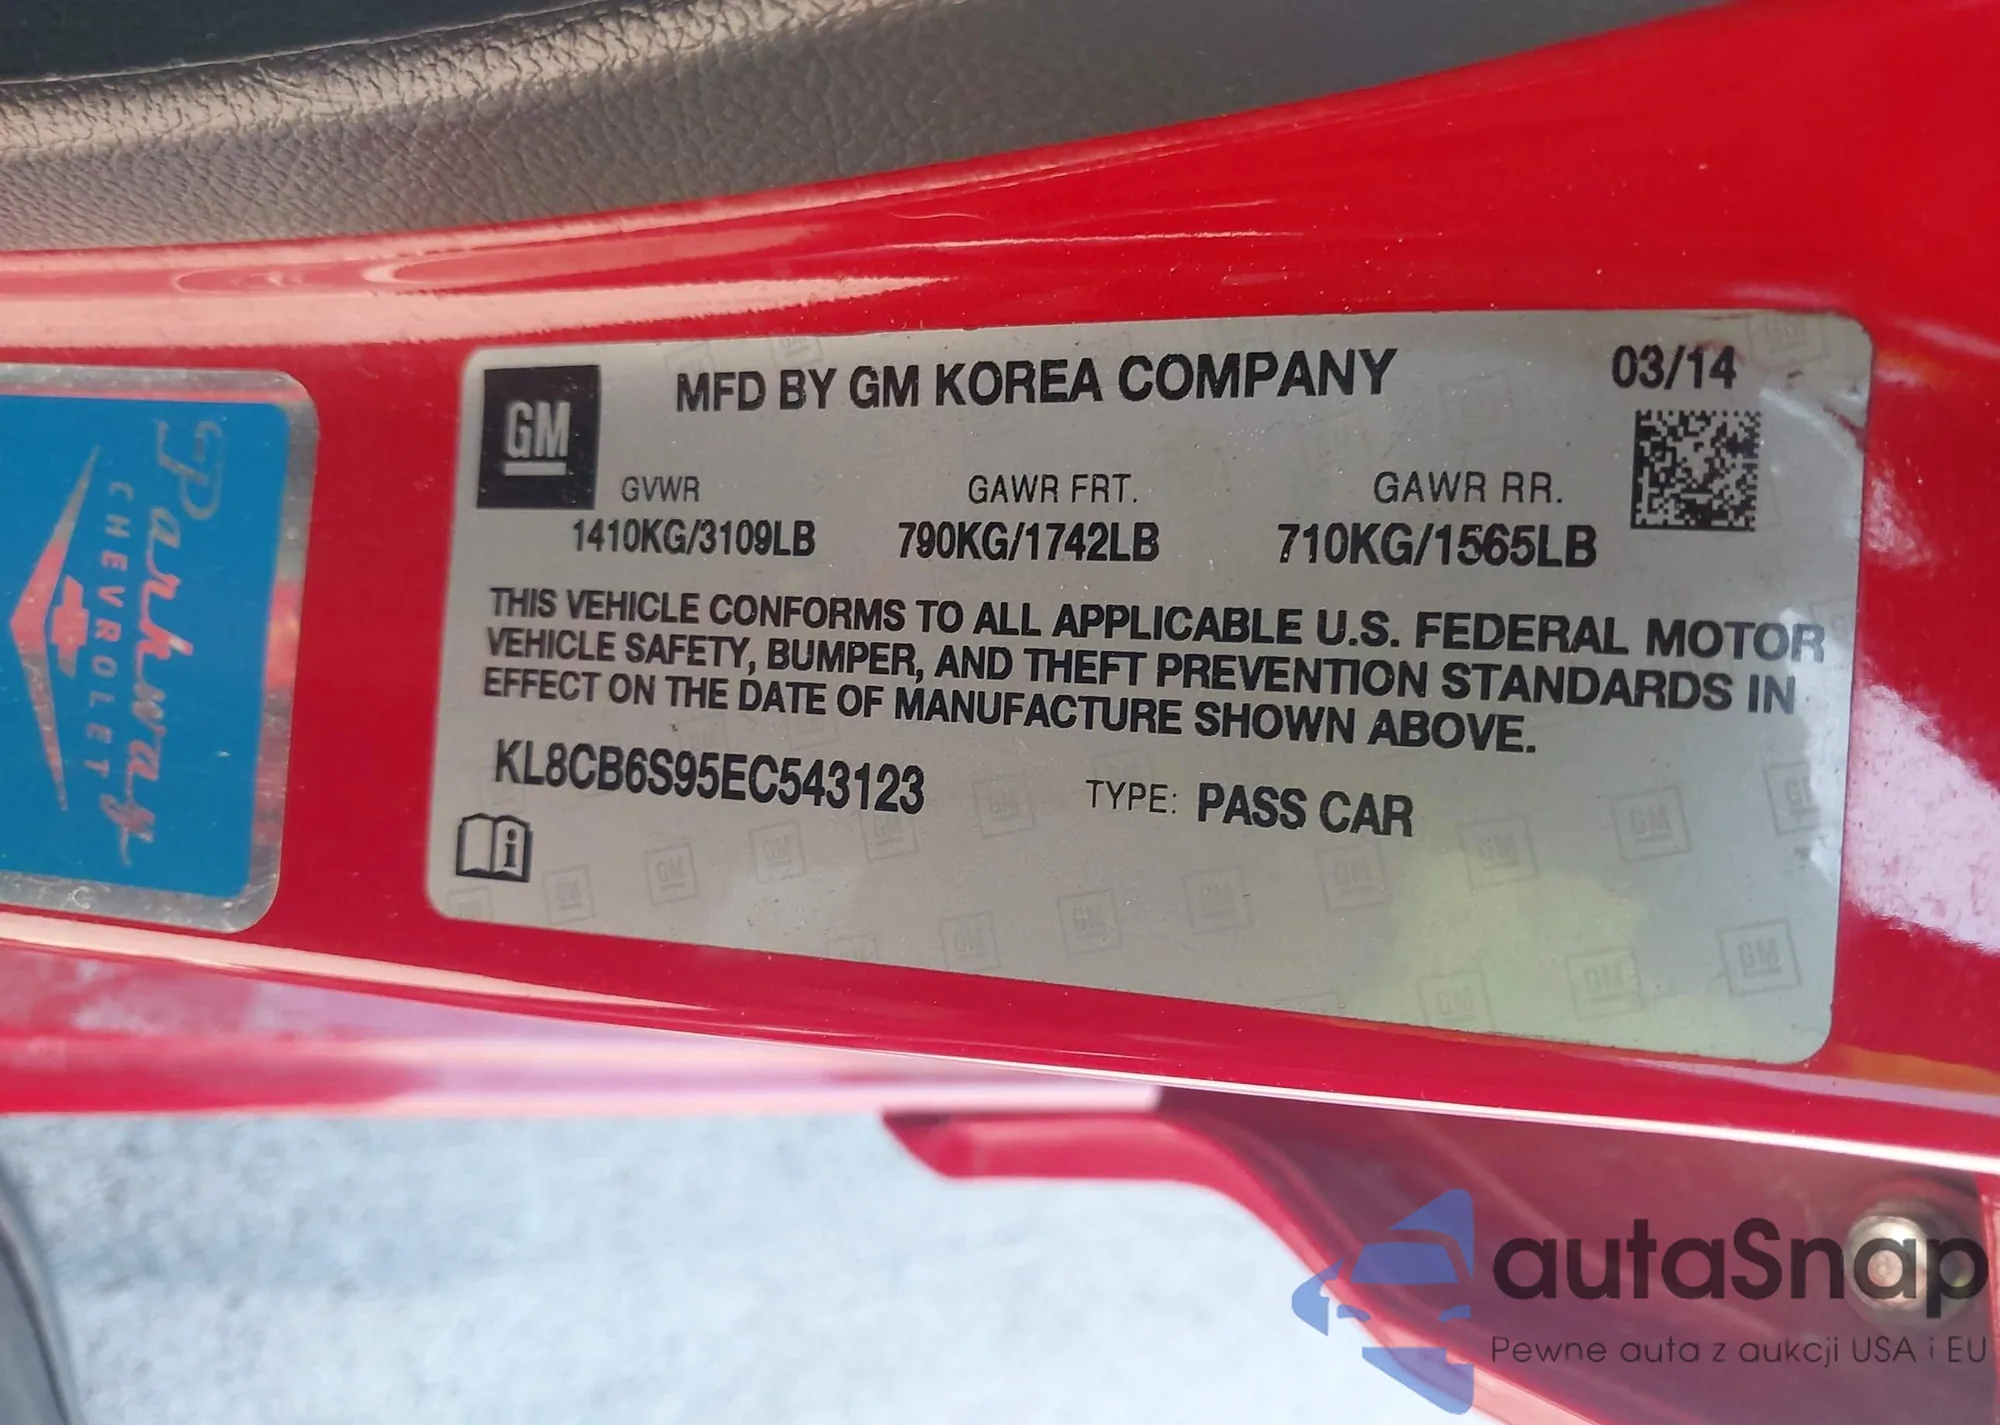 GM
MFD BY GM KOREA COMPANY
03/14
GVWR
GAWR FRT.
GAWR RR.
1410KG/3109LB
790KG/1742LB
710KG/1565LB
THIS VEHICLE CONFORMS TO ALL APPLICABLE U.S. FEDERAL MOTOR
VEHICLE SAFETY, BUMPER, AND THEFT PREVENTION STANDARDS IN
EFFECT ON THE DATE OF MANUFACTURE SHOWN ABOVE.
KL8CB6S95EC543123
TYPE: PASS CAR
Parkway
CHEVROLET
autaSnap
Pewne auta z aukcji USA i EU